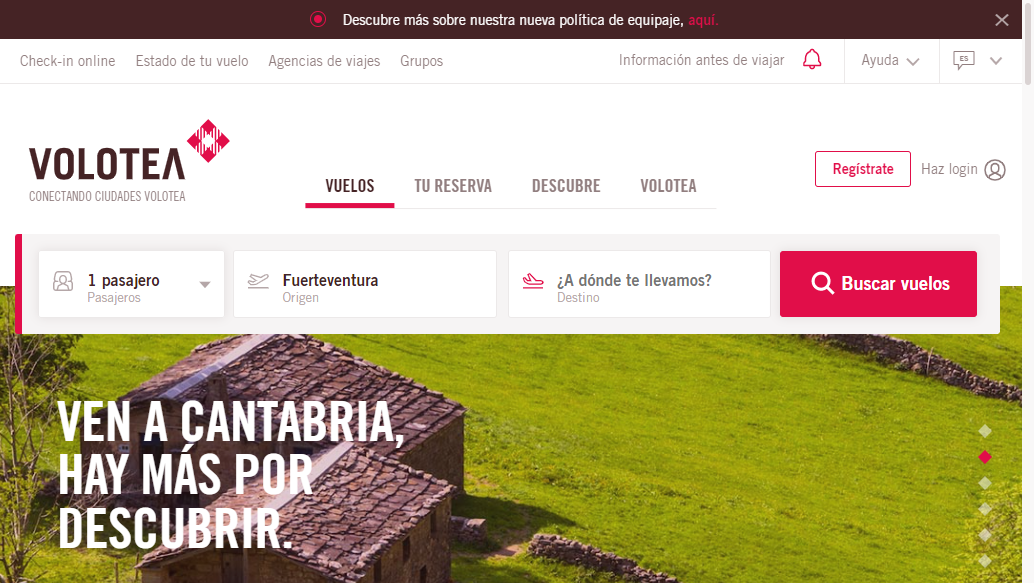 Descubre más sobre nuestra nueva política de equipaje, aquí.
Check-in online Estado de tu vuelo Agencias de viajes Grupos Información antes de viajar Ayuda ES
VOLOTEA
CONECTANDO CIUDADES VOLOTEA
VUELOS TU RESERVA DESCUBRE VOLOTEA
Regístrate Haz login
1 pasajero
Pasajeros
Fuerteventura
Origen
¿A dónde te llevamos?
Destino
Buscar vuelos
VEN A CANTABRIA,
HAY MÁS POR
DESCUBRIR.